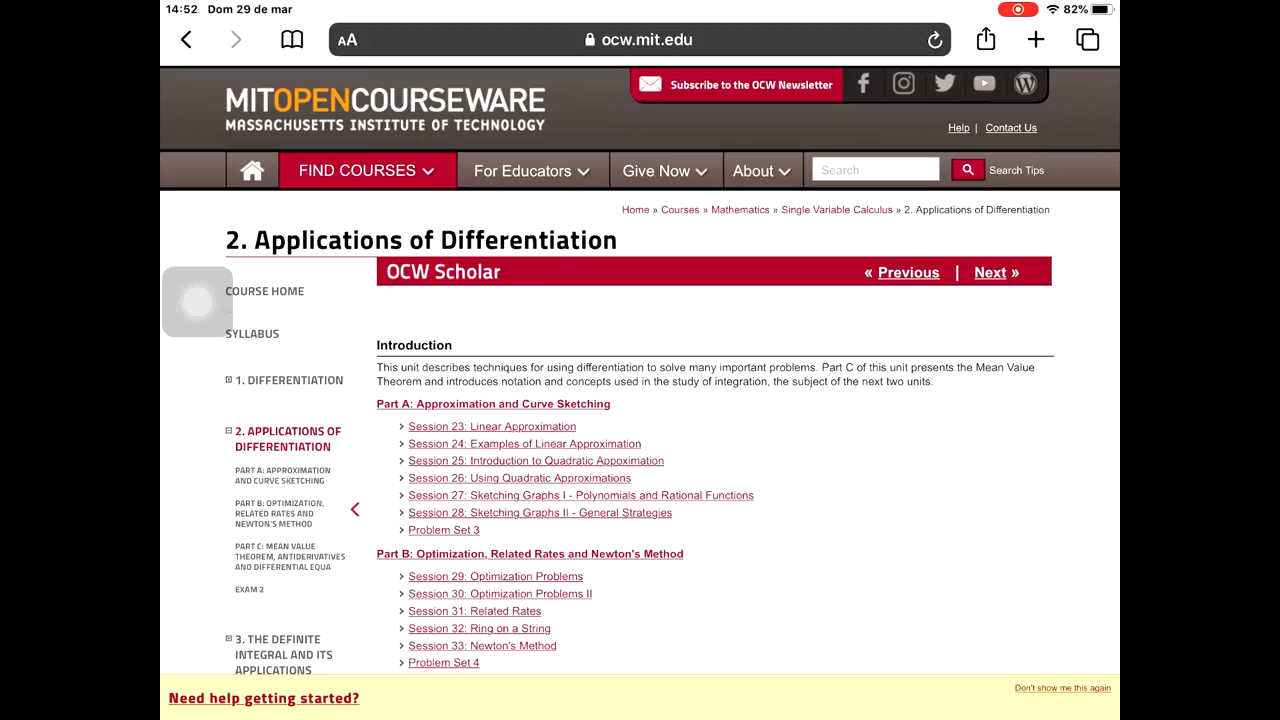 14:52 Dom 29 de mar 82%
AA ocw.mit.edu
Subscribe to the OCW Newsletter
MITOPENCOURSEWARE
MASSACHUSETTS INSTITUTE OF TECHNOLOGY
Help | Contact Us
FIND COURSES For Educators Give Now About Search Search Tips
Home » Courses » Mathematics » Single Variable Calculus » 2. Applications of Differentiation
2. Applications of Differentiation
OCW Scholar « Previous | Next »
COURSE HOME
SYLLABUS
1. DIFFERENTIATION
2. APPLICATIONS OF
DIFFERENTIATION
PART A: APPROXIMATION
AND CURVE SKETCHING
PART B: OPTIMIZATION,
RELATED RATES AND
NEWTON'S METHOD
PART C: MEAN VALUE
THEOREM, ANTIDERIVATIVES
AND DIFFERENTIAL EQUA
EXAM 2
3. THE DEFINITE
INTEGRAL AND ITS
APPLICATIONS
Introduction
This unit describes techniques for using differentiation to solve many important problems. Part C of this unit presents the Mean Value
Theorem and introduces notation and concepts used in the study of integration, the subject of the next two units.
Part A: Approximation and Curve Sketching
Session 23: Linear Approximation
Session 24: Examples of Linear Approximation
Session 25: Introduction to Quadratic Appoximation
Session 26: Using Quadratic Approximations
Session 27: Sketching Graphs I - Polynomials and Rational Functions
Session 28: Sketching Graphs II - General Strategies
Problem Set 3
Part B: Optimization, Related Rates and Newton's Method
Session 29: Optimization Problems
Session 30: Optimization Problems II
Session 31: Related Rates
Session 32: Ring on a String
Session 33: Newton's Method
Problem Set 4
Need help getting started?
Don't show me this again